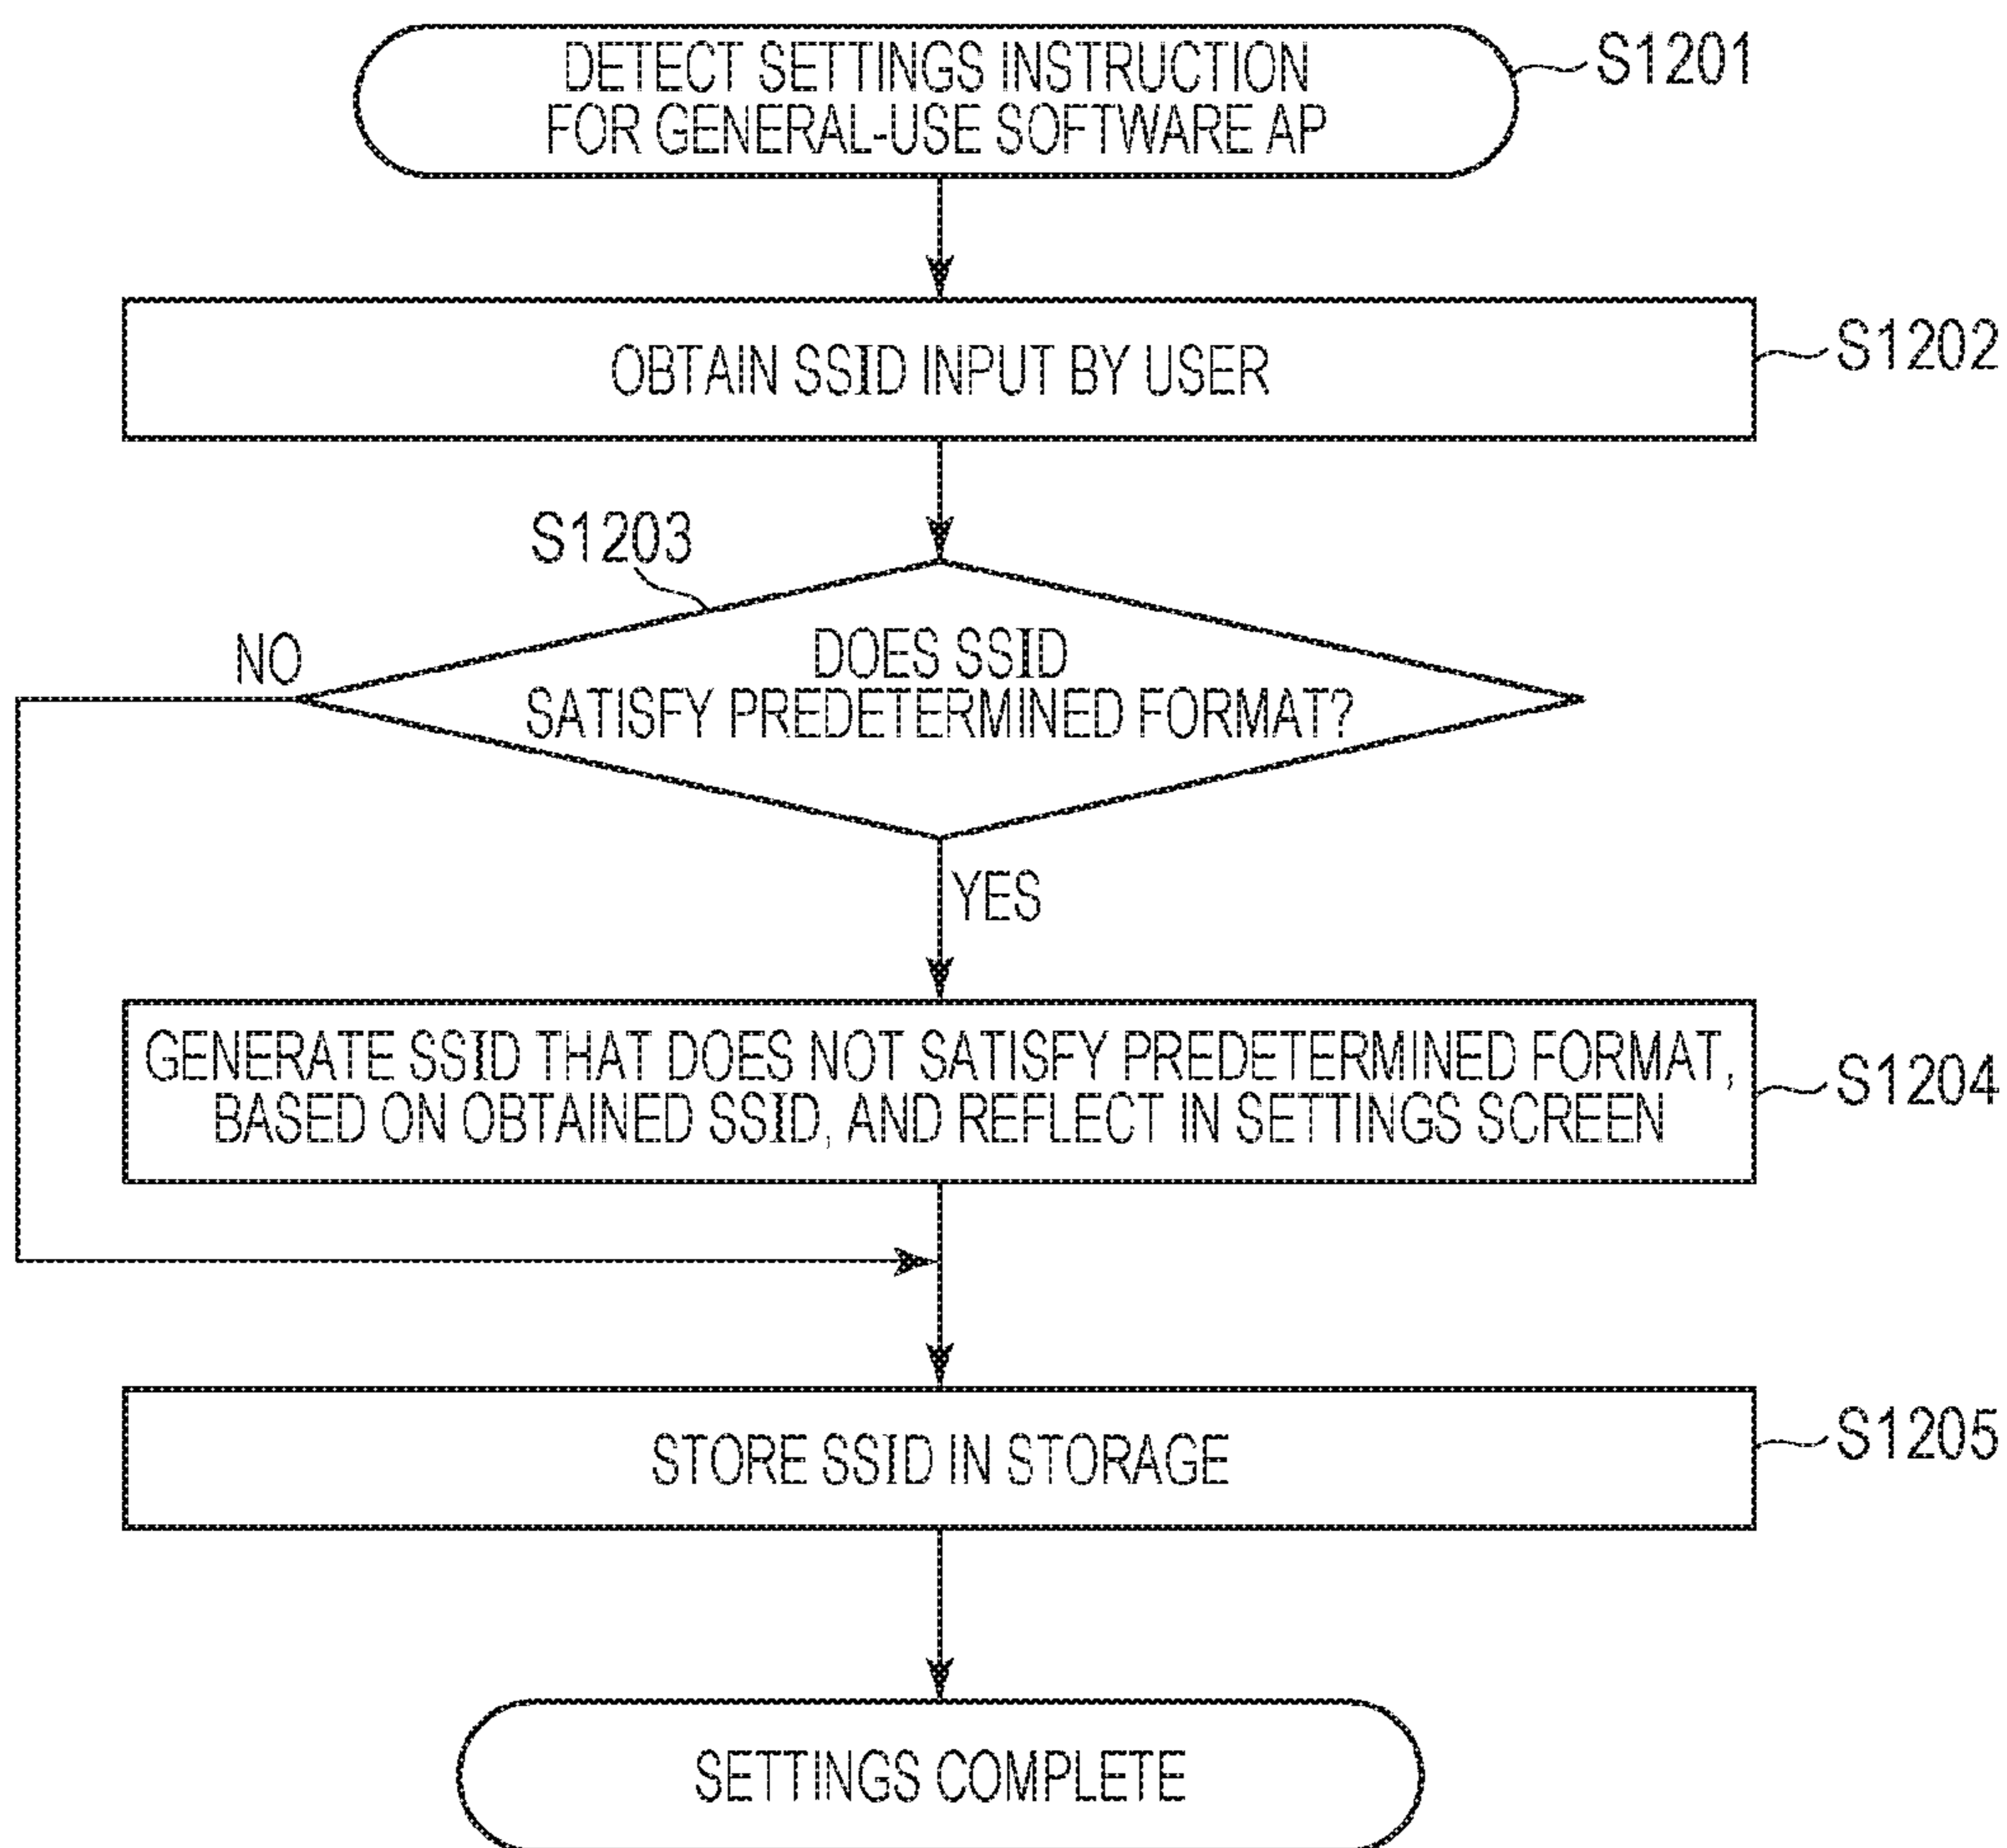 DETECT SETTINGS INSTRUCTION
FOR GENERAL-USE SOFTWARE AP
S1201
OBTAIN SSID INPUT BY USER
S1202
S1203
NO
DOES SSID
SATISFY PREDETERMINED FORMAT?
YES
GENERATE SSID THAT DOES NOT SATISFY PREDETERMINED FORMAT,
BASED ON OBTAINED SSID, AND REFLECT IN SETTINGS SCREEN
S1204
STORE SSID IN STORAGE
S1205
SETTINGS COMPLETE